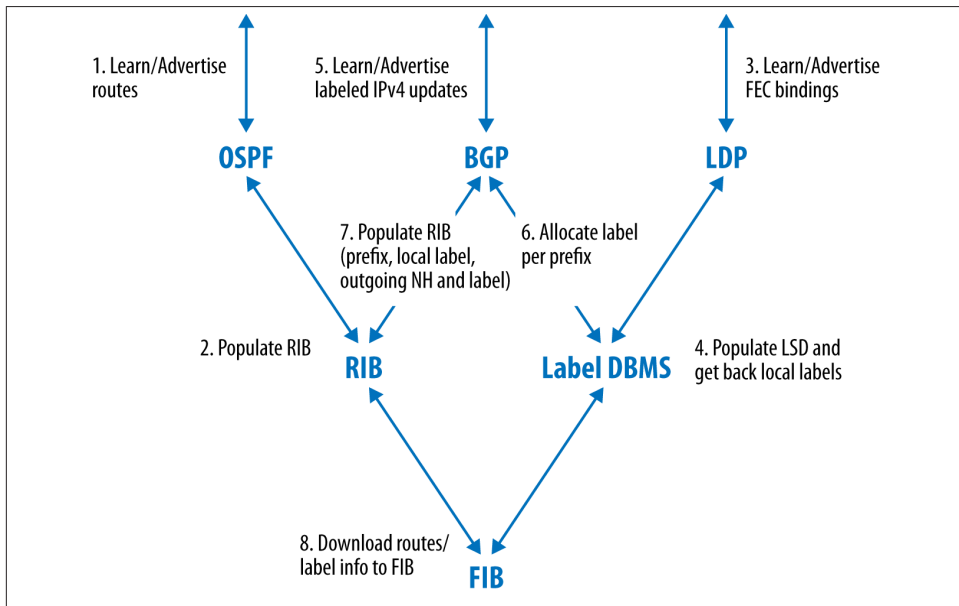 1. Learn/Advertise
routes
5. Learn/Advertise
labeled IPv4 updates
3. Learn/Advertise
FEC bindings
OSPF
BGP
LDP
7. Populate RIB
(prefix, local label,
outgoing NH and label)
6. Allocate label
per prefix
2. Populate RIB
RIB
Label DBMS
4. Populate LSD and
get back local labels
8. Download routes/
label info to FIB
FIB